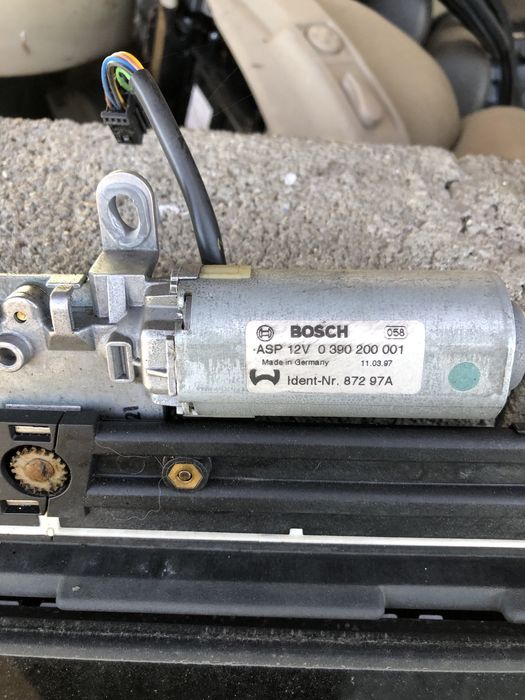 BOSCH
058
ASP 12V 0 390 200 001
Made in Germany 11.03.97
Ident-Nr. 872 97A